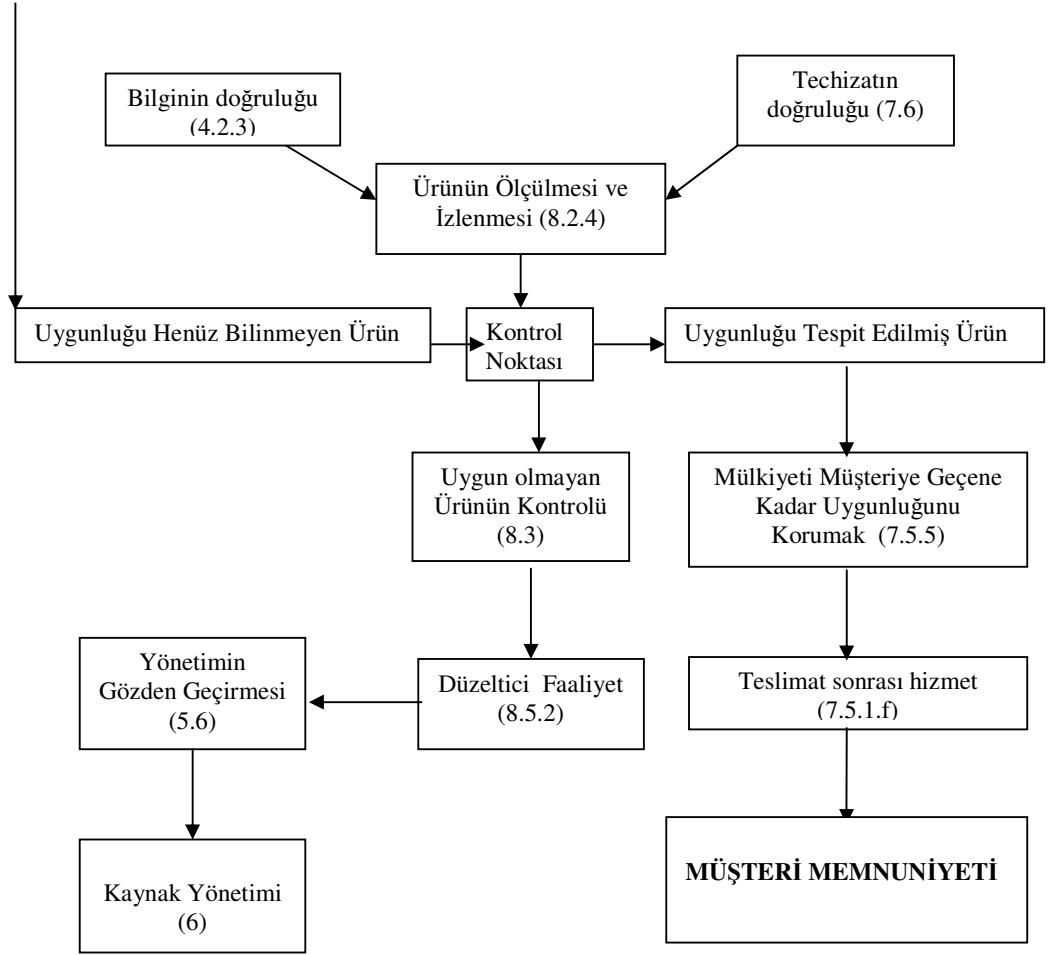 Bilginin doğruluğu
(4.2.3)
Techizatın
doğruluğu (7.6)
Ürünün Ölçülmesi ve
İzlenmesi (8.2.4)
Uygunluğu Henüz Bilinmeyen Ürün
Kontrol
Noktası
Uygunluğu Tespit Edilmiş Ürün
Uygun olmayan
Ürünün Kontrolü
(8.3)
Mülkiyeti Müşteriye Geçene
Kadar Uygunluğunu
Korumak (7.5.5)
Yönetimin
Gözden Geçirmesi
(5.6)
Düzeltici Faaliyet
(8.5.2)
Teslimat sonrası hizmet
(7.5.1.f)
Kaynak Yönetimi
(6)
MÜŞTERİ MEMNUNİYETİ